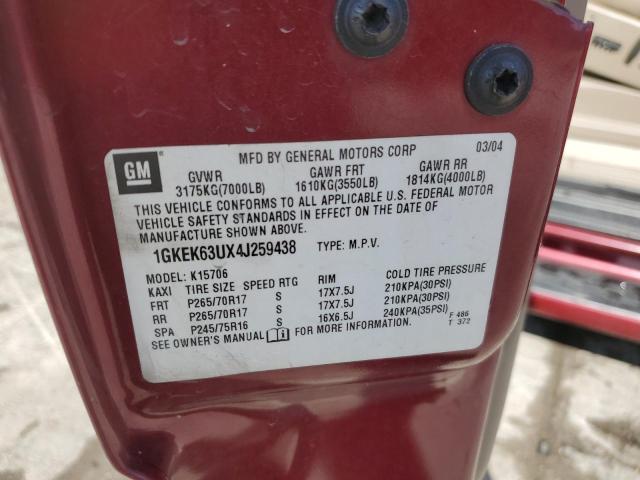 GM
MFD BY GENERAL MOTORS CORP 03/04
GVWR GAWR FRT GAWR RR
3175KG(7000LB) 1610KG(3550LB) 1814KG(4000LB)
THIS VEHICLE CONFORMS TO ALL APPLICABLE U.S. FEDERAL MOTOR
VEHICLE SAFETY STANDARDS IN EFFECT ON THE DATE OF
MANUFACTURE SHOWN ABOVE.
1GKEK63UX4J259438 TYPE: M.P.V.
MODEL: K15706
KAXI TIRE SIZE SPEED RTG RIM COLD TIRE PRESSURE
FRT P265/70R17 S 17X7.5J 210KPA(30PSI)
RR P265/70R17 S 17X7.5J 210KPA(30PSI)
SPA P245/75R16 S 16X6.5J 240KPA(35PSI) F 486
SEE OWNER'S MANUAL FOR MORE INFORMATION. T 372